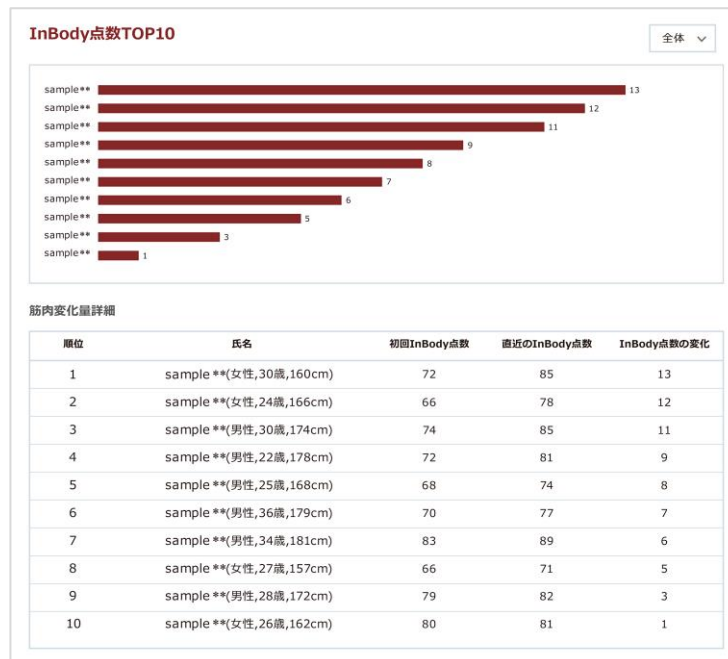 InBody点数TOP10
全体
sample** 13
sample** 12
sample** 11
sample** 9
sample** 8
sample** 7
sample** 6
sample** 5
sample** 3
sample** 1
筋肉変化量詳細
順位 氏名 初回InBody点数 直近のInBody点数 InBody点数の変化
1 sample **(女性,30歳,160cm) 72 85 13
2 sample **(女性,24歳,166cm) 66 78 12
3 sample **(男性,30歳,174cm) 74 85 11
4 sample **(男性,22歳,178cm) 72 81 9
5 sample **(男性,25歳,168cm) 68 74 8
6 sample **(男性,36歳,179cm) 70 77 7
7 sample **(男性,34歳,181cm) 83 89 6
8 sample **(女性,27歳,157cm) 66 71 5
9 sample **(男性,28歳,172cm) 79 82 3
10 sample **(女性,26歳,162cm) 80 81 1